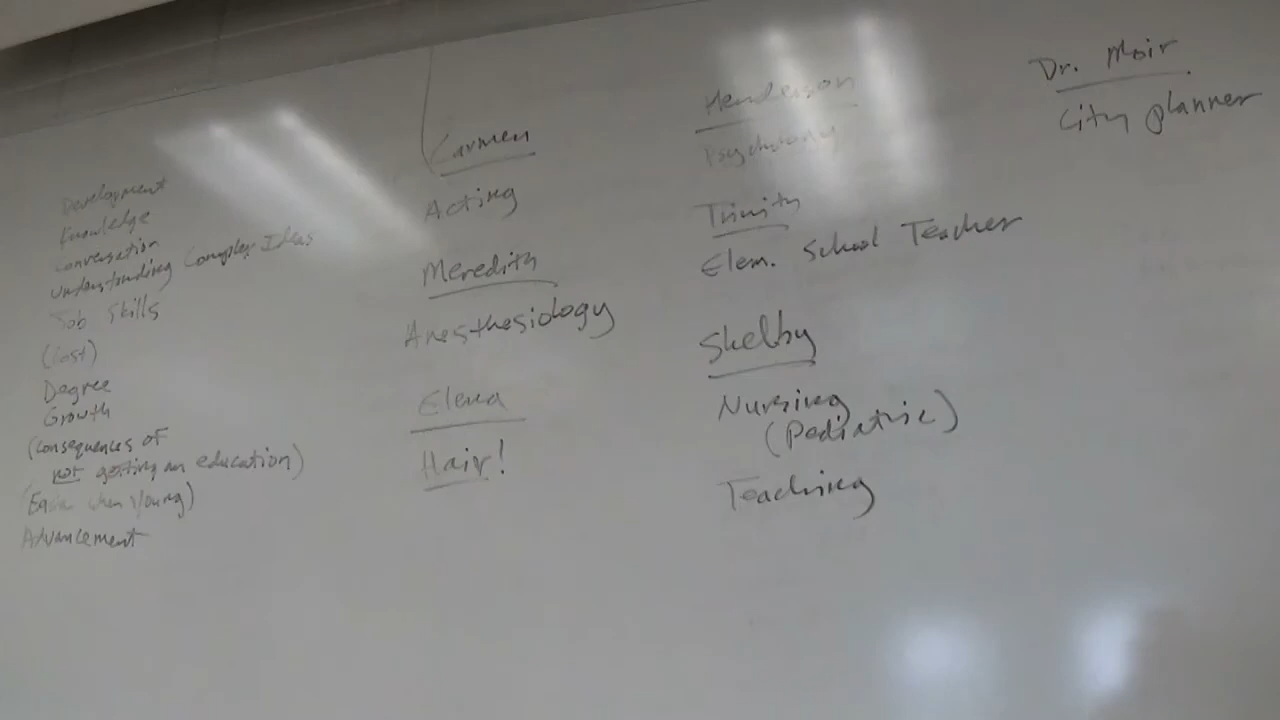 Development
Knowledge
Conversation
Understanding Complex Ideas
Job Skills
(Cost)
Degree
Growth
(Consequences of
not getting an education)
(Easier when young)
Advancement
Carmen
Acting
Meredith
Anesthesiology
Elena
Hair!
Henderson
Psychology
Trinity
Elem. School Teacher
Shelby
Nursing
(Pediatric)
Teaching
Dr. Moir
City planner